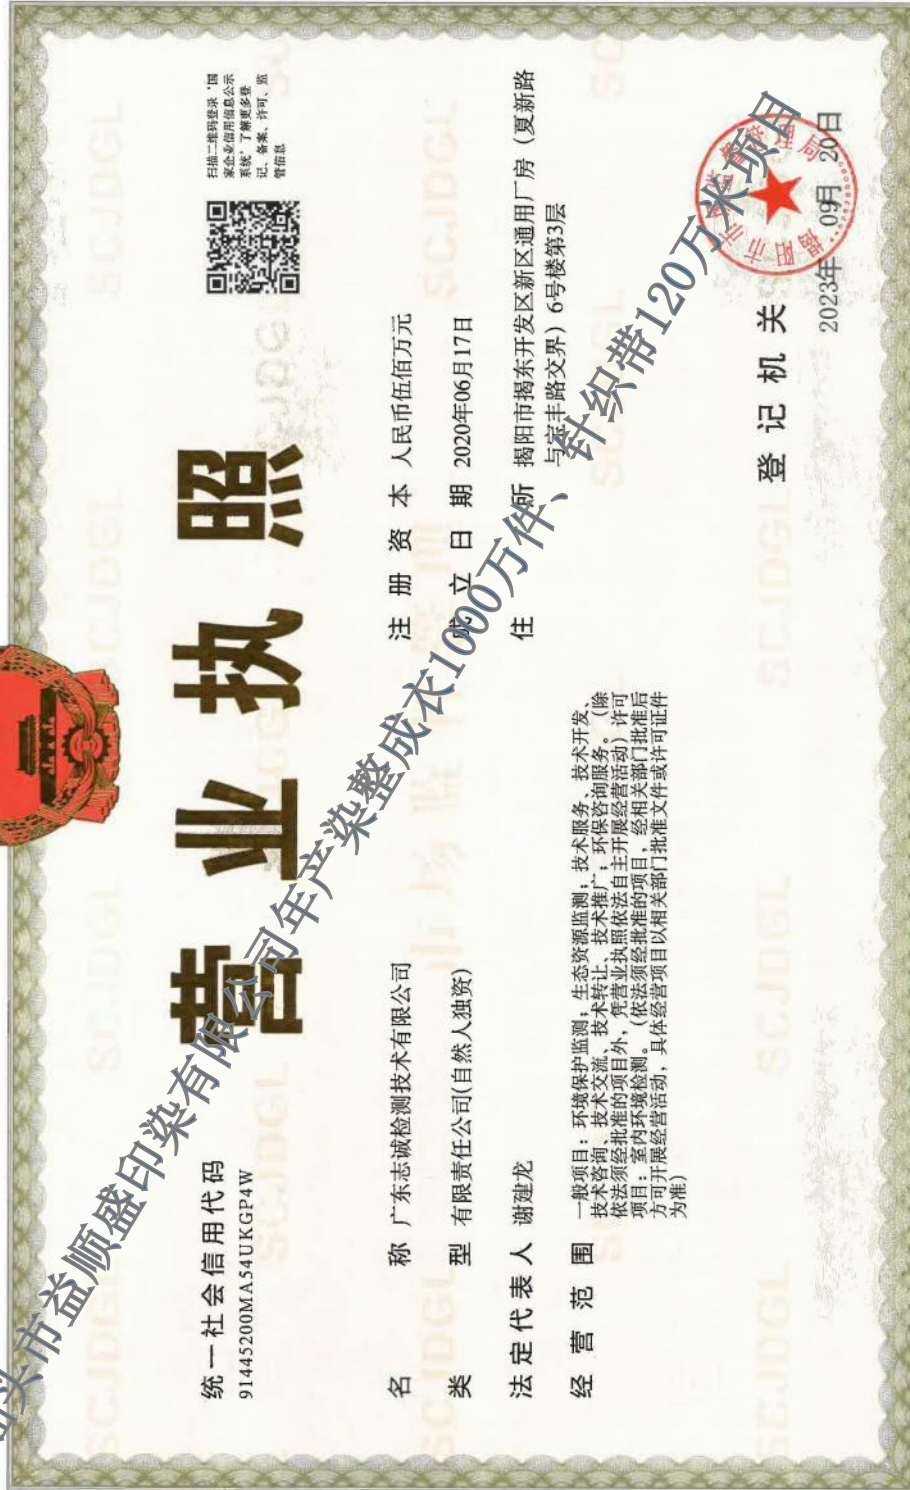 营业执照
统一社会信用代码
91445200MA54UKGP4W
扫描二维码登录‘国
家企业信用信息公示
系统’了解更多登
记、备案、许可、监
管信息
名称 广东志诚检测技术有限公司
类型 有限责任公司(自然人独资)
法定代表人 谢建龙
经营范围 一般项目：环境保护监测；生态资源监测；技术服务、技术开发、
技术咨询、技术交流、技术转让、技术推广；环保咨询服务。（除
依法须经批准的项目外，凭营业执照依法自主开展经营活动）许可
项目：室内环境检测。（依法须经批准的项目，经相关部门批准后
方可开展经营活动，具体经营项目以相关部门批准文件或许可证件
为准）
注册资本 人民币伍佰万元
成立日期 2020年06月17日
住所 揭阳市揭东开发区新区通用厂房（夏新路
与宝丰路交界）6号楼第3层
登记机关
揭阳市市场监督管理局
2023年09月20日
汕头市益顺盛印染有限公司年产染整成衣1000万件、针织带120万米项目
SCJDGL